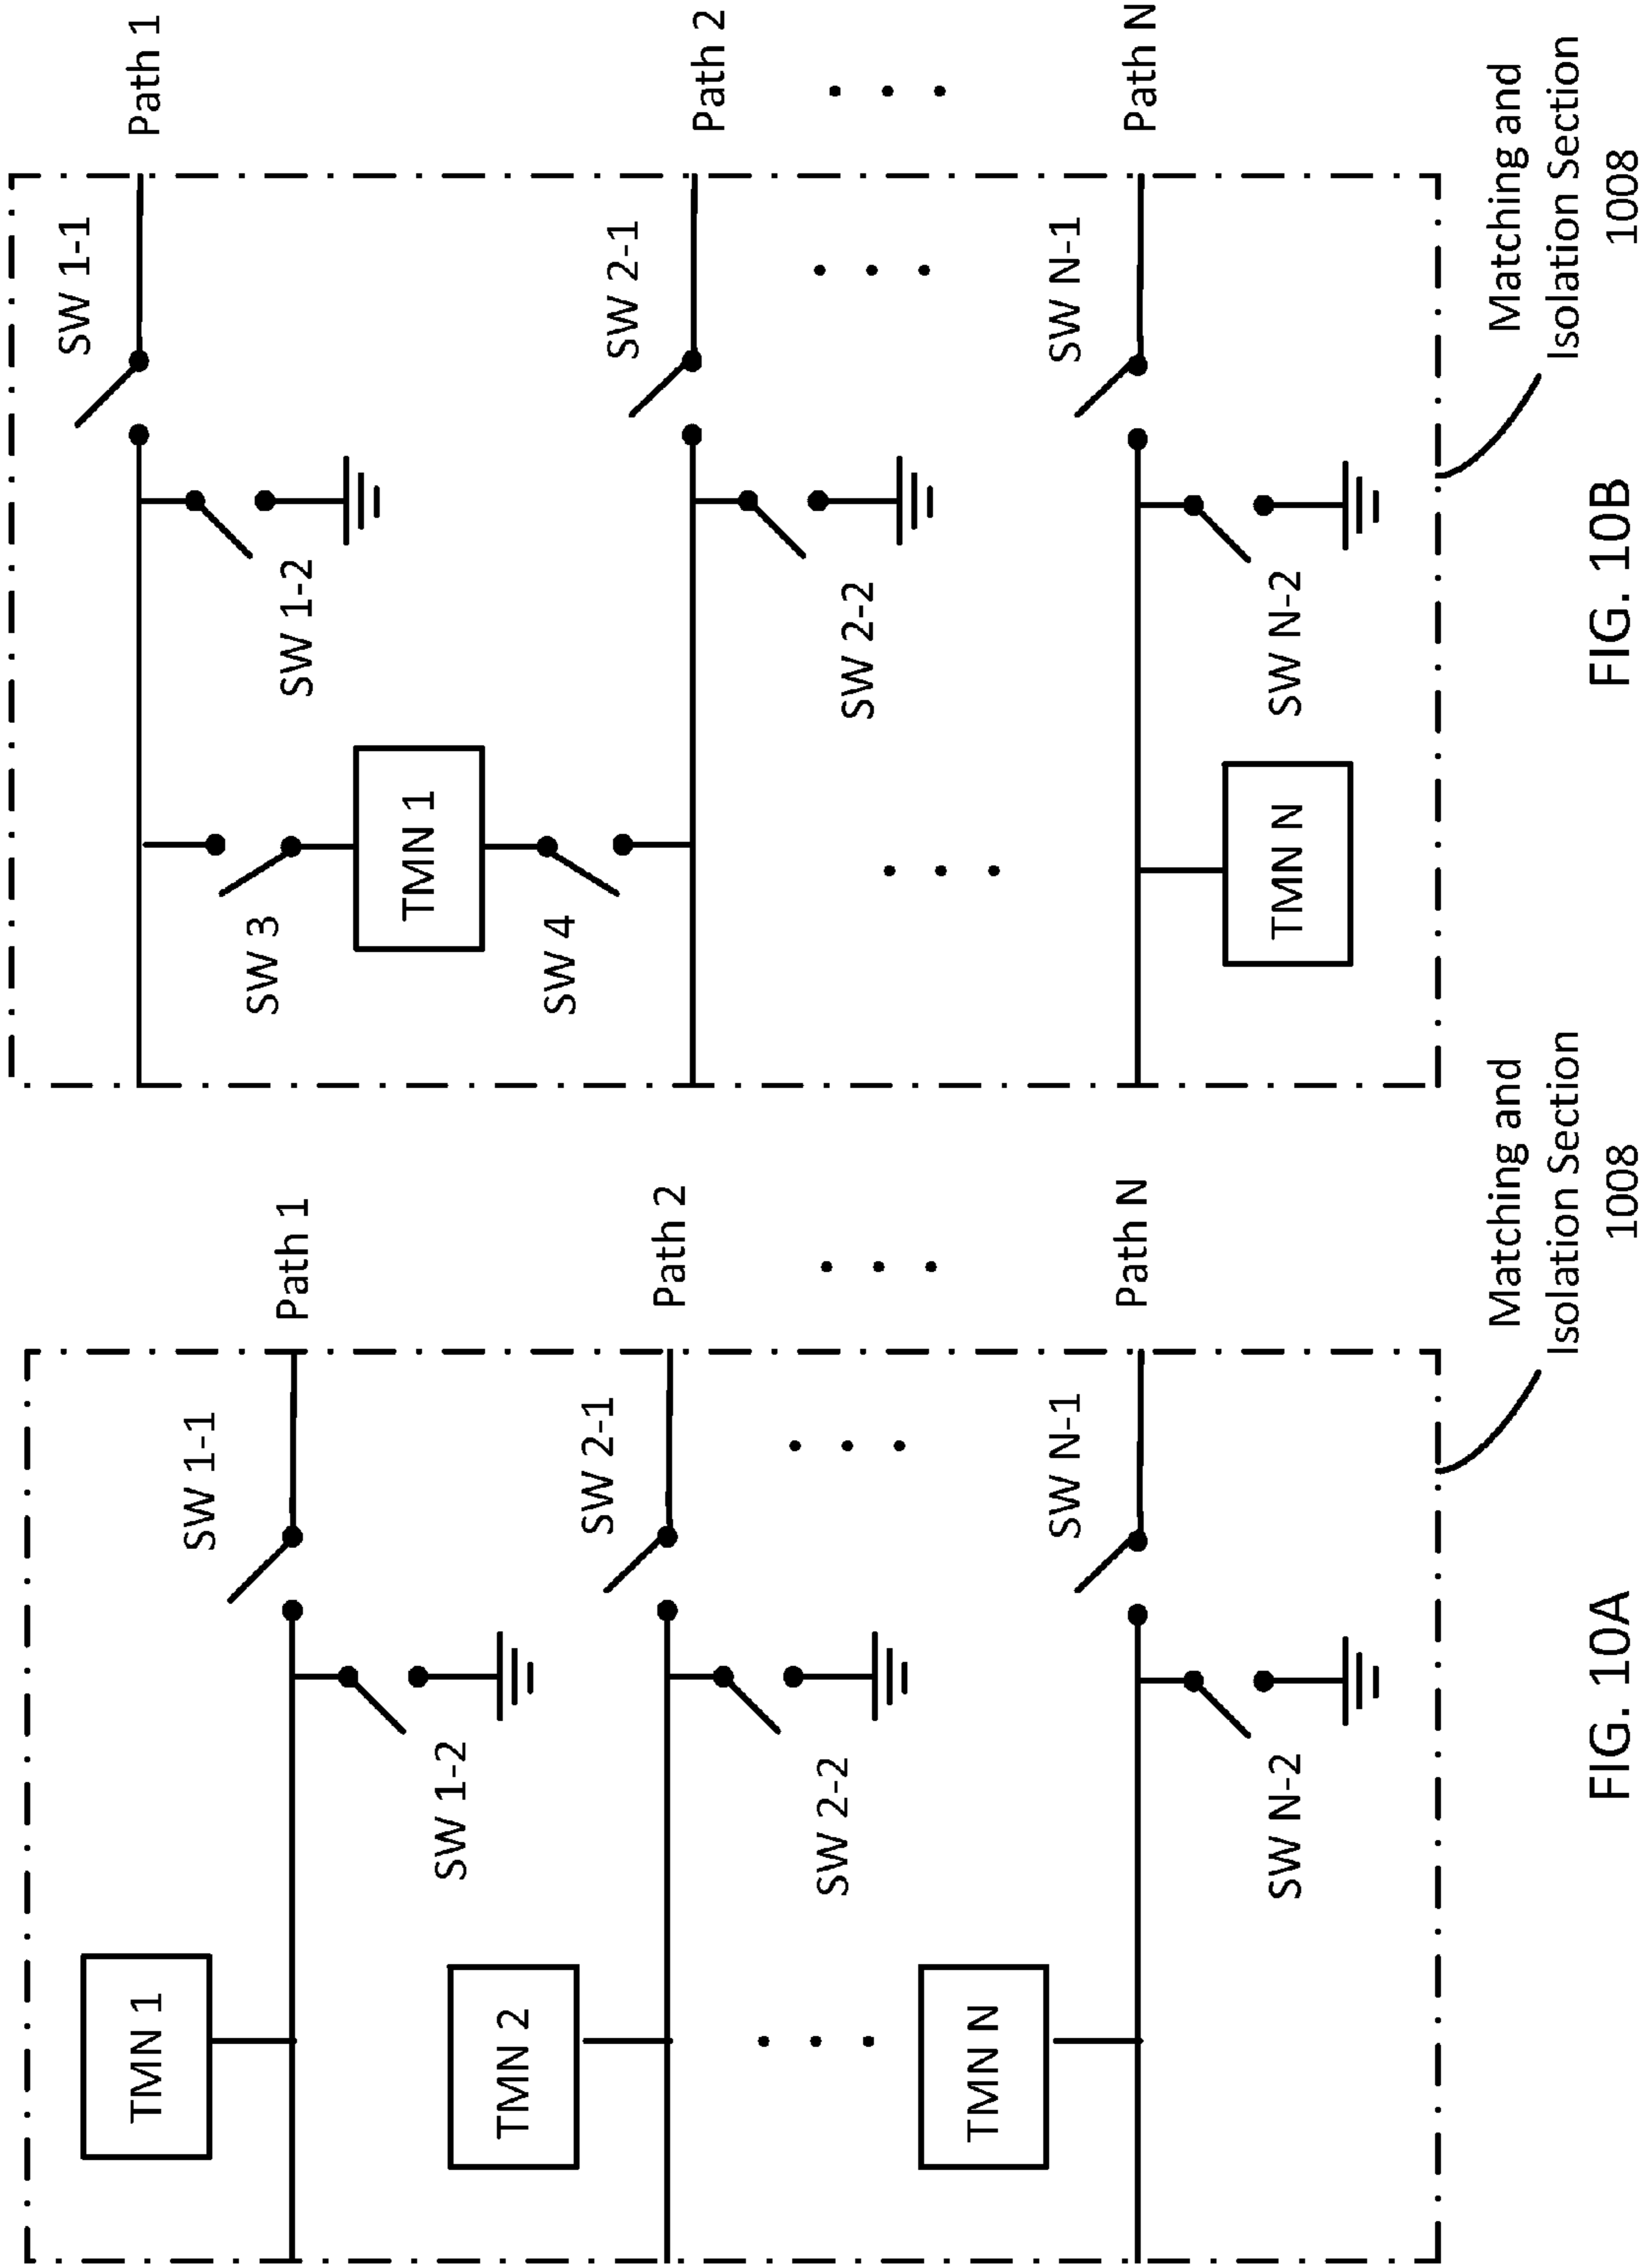 TMN 1
SW 1-2
SW 1-1
Path 1
TMN 2
SW 2-2
SW 2-1
Path 2
TMN N
SW N-2
SW N-1
Path N
Matching and
Isolation Section
1008
FIG. 10A
SW 3
TMN 1
SW 4
SW 1-2
SW 1-1
Path 1
SW 2-2
SW 2-1
Path 2
TMN N
SW N-2
SW N-1
Path N
Matching and
Isolation Section
1008
FIG. 10B